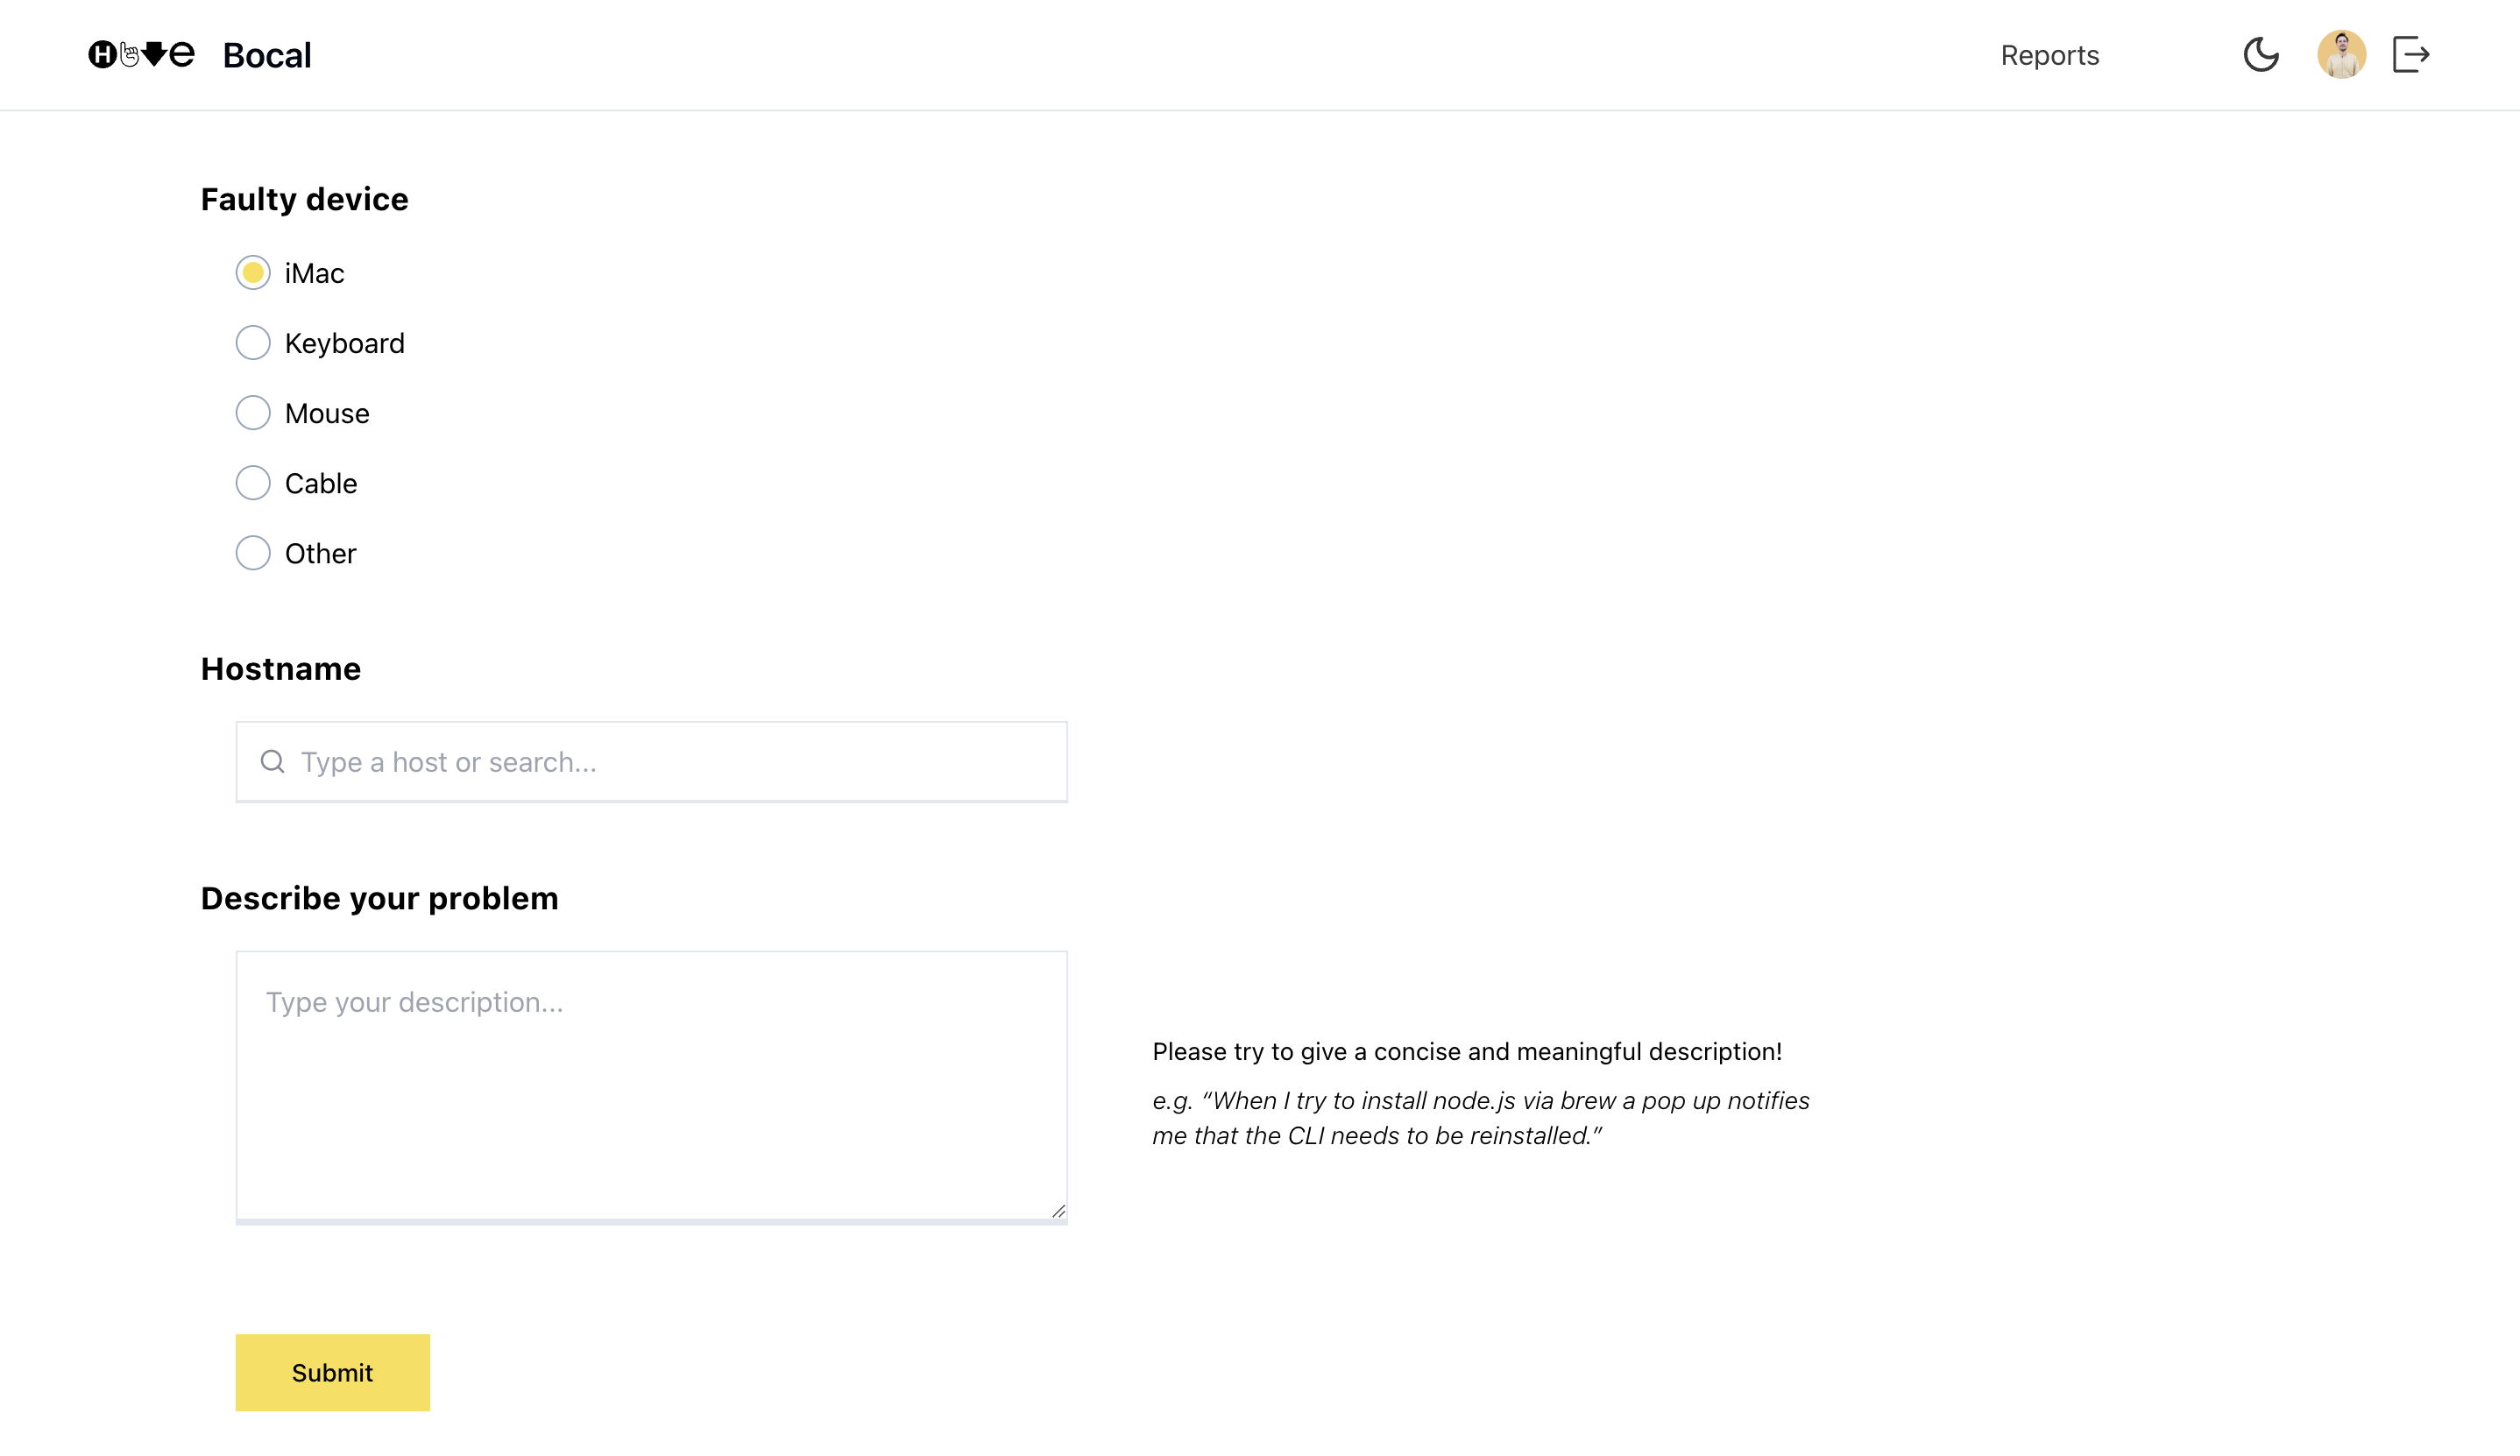 Hive Bocal Reports
Faulty device
iMac
Keyboard
Mouse
Cable
Other
Hostname
Type a host or search...
Describe your problem
Type your description...
Please try to give a concise and meaningful description!
e.g. “When I try to install node.js via brew a pop up notifies
me that the CLI needs to be reinstalled.”
Submit